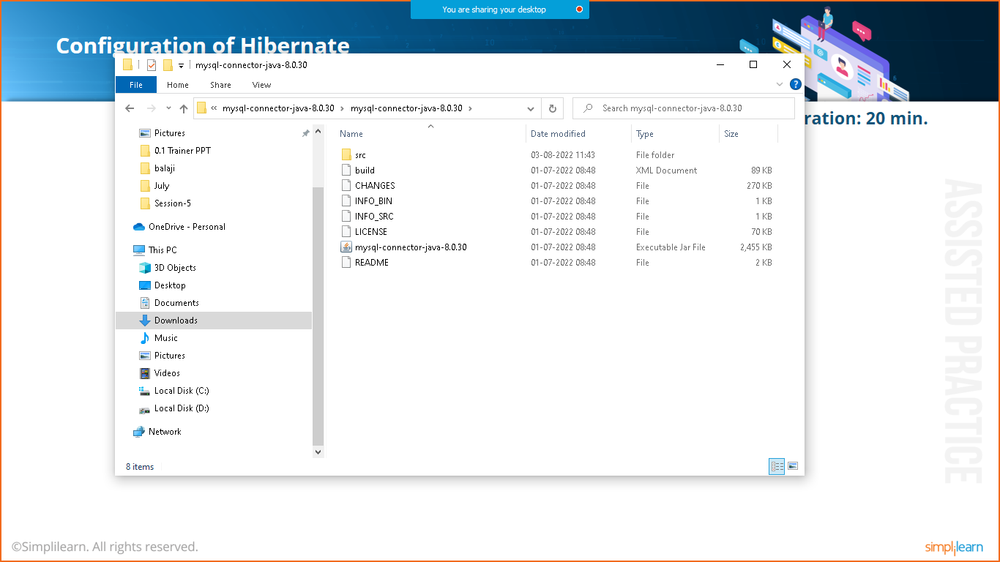 You are sharing your desktop
Configuration of Hibernate
mysql-connector-java-8.0.30
File Home Share View
« mysql-connector-java-8.0.30 › mysql-connector-java-8.0.30 ›
Search mysql-connector-java-8.0.30
ration: 20 min.
Pictures
0.1 Trainer PPT
balaji
July
Session-5
OneDrive - Personal
This PC
3D Objects
Desktop
Documents
Downloads
Music
Pictures
Videos
Local Disk (C:)
Local Disk (D:)
Network
Name Date modified Type Size
src 03-08-2022 11:43 File folder
build 01-07-2022 08:48 XML Document 89 KB
CHANGES 01-07-2022 08:48 File 270 KB
INFO_BIN 01-07-2022 08:48 File 1 KB
INFO_SRC 01-07-2022 08:48 File 1 KB
LICENSE 01-07-2022 08:48 File 70 KB
mysql-connector-java-8.0.30 01-07-2022 08:48 Executable Jar File 2,455 KB
README 01-07-2022 08:48 File 2 KB
8 items
ASSISTED PRACTICE
©Simplilearn. All rights reserved.
simplilearn